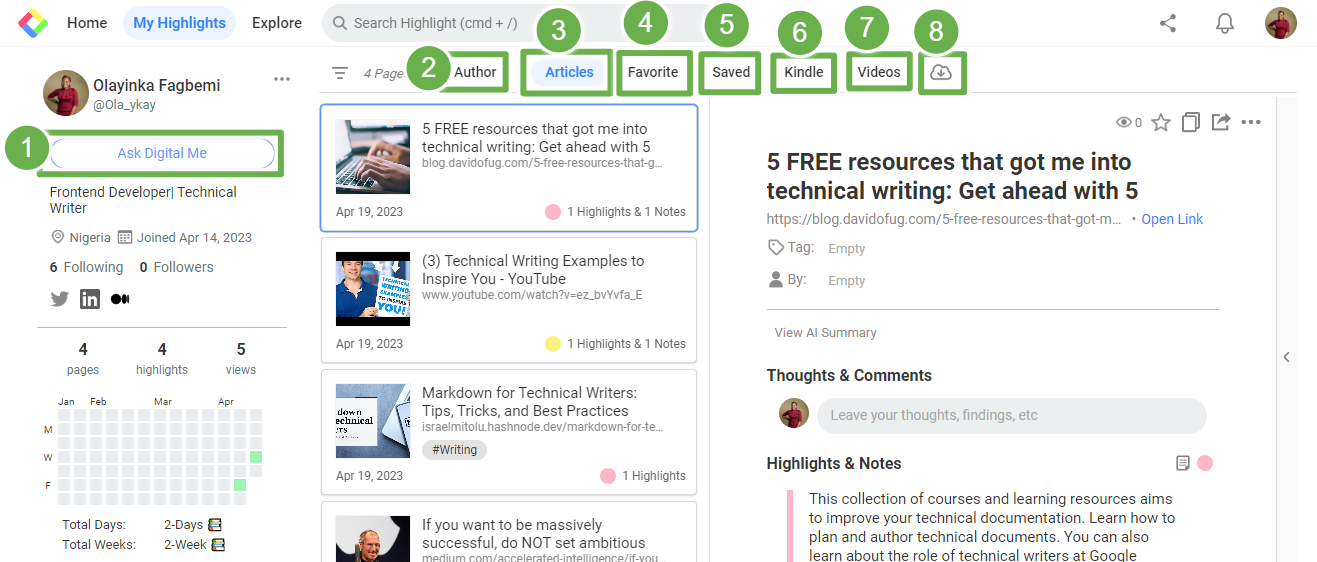 Home
My Highlights
Explore
Search Highlight (cmd + /)
Olayinka Fagbemi
@Ola_ykay
1
Ask Digital Me
Frontend Developer| Technical
Writer
Nigeria
Joined Apr 14, 2023
6 Following
0 Followers
4
4
5
pages
highlights
views
Jan
Feb
Mar
Apr
M
W
F
Total Days:
2-Days
Total Weeks:
2-Week
4
2
Author
3
Articles
4
Favorite
5
Saved
6
Kindle
7
Videos
8
5 FREE resources that got me into
technical writing: Get ahead with 5
blog.davidofug.com/5-free-resources-that-g...
Apr 19, 2023
1 Highlights & 1 Notes
TECHNICAL
WRITING
EXAMPLES
TO INSPIRE
YOU!
(3) Technical Writing Examples to
Inspire You - YouTube
www.youtube.com/watch?v=ez_bvYvfa_E
Apr 19, 2023
1 Highlights & 1 Notes
Markdown for Technical Writers:
Tips, Tricks, and Best Practices
israelmitolu.hashnode.dev/markdown-for-te...
#Writing
Apr 19, 2023
1 Highlights
If you want to be massively
successful, do NOT set ambitious
medium.com/accelerated-intelligence/if-you...
0
5 FREE resources that got me into
technical writing: Get ahead with 5
https://blog.davidofug.com/5-free-resources-that-got-m... • Open Link
Tag: Empty
By: Empty
View AI Summary
Thoughts & Comments
Leave your thoughts, findings, etc
Highlights & Notes
This collection of courses and learning resources aims
to improve your technical documentation. Learn how to
plan and author technical documents. You can also
learn about the role of technical writers at Google